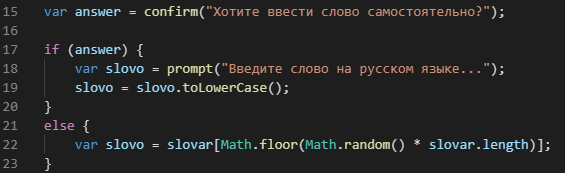 15 var answer = confirm("Хотите ввести слово самостоятельно?");
16
17 if (answer) {
18     var slovo = prompt("Введите слово на русском языке...");
19     slovo = slovo.toLowerCase();
20 }
21 else {
22     var slovo = slovar[Math.floor(Math.random() * slovar.length)];
23 }